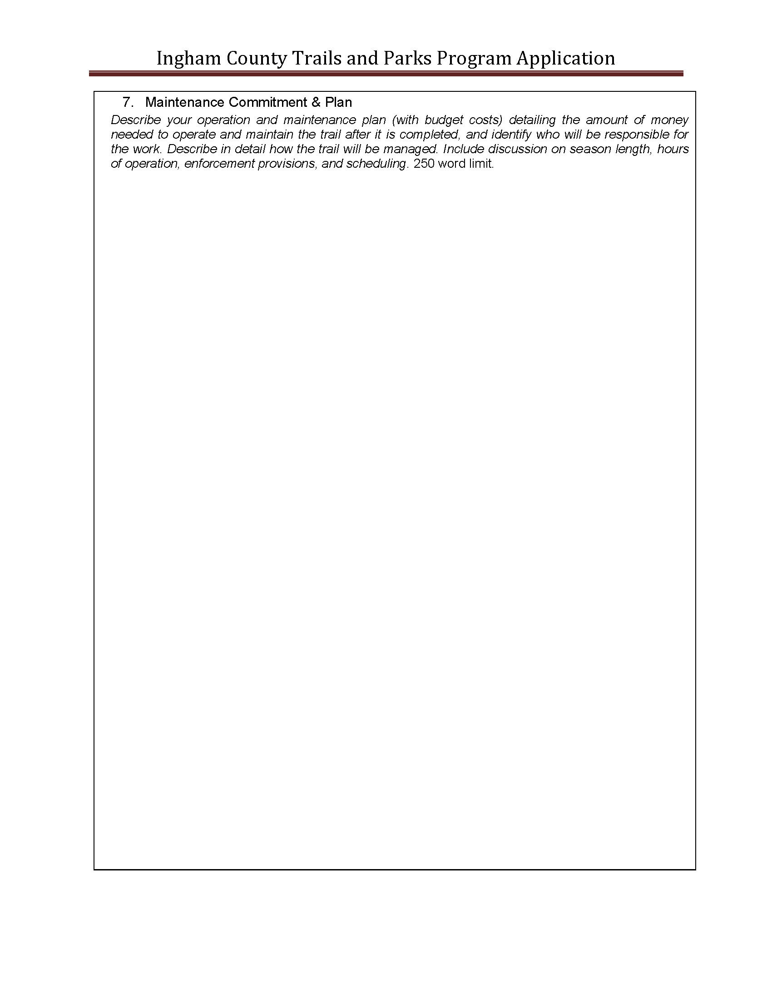 Ingham County Trails and Parks Program Application
7. Maintenance Commitment & Plan
Describe your operation and maintenance plan (with budget costs) detailing the amount of money
needed to operate and maintain the trail after it is completed, and identify who will be responsible for
the work. Describe in detail how the trail will be managed. Include discussion on season length, hours
of operation, enforcement provisions, and scheduling. 250 word limit.